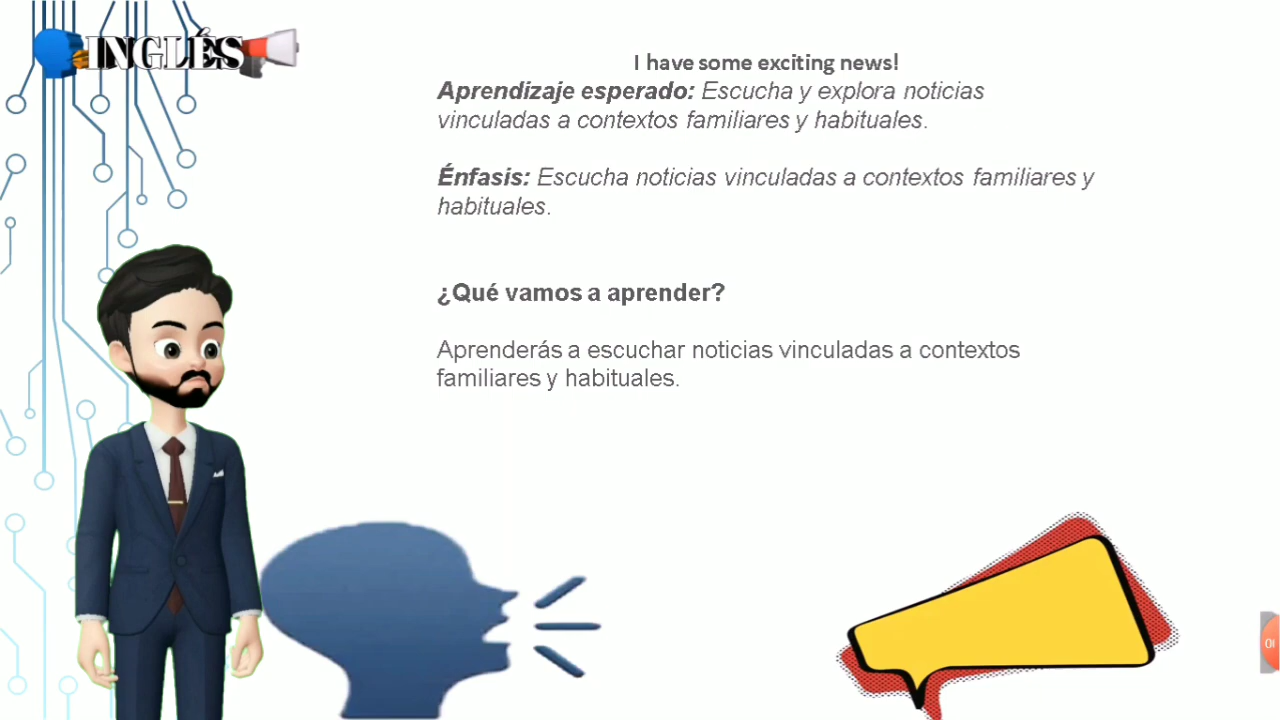 INGLÉS
I have some exciting news!
Aprendizaje esperado: Escucha y explora noticias
vinculadas a contextos familiares y habituales.
Énfasis: Escucha noticias vinculadas a contextos familiares y
habituales.
¿Qué vamos a aprender?
Aprenderás a escuchar noticias vinculadas a contextos
familiares y habituales.